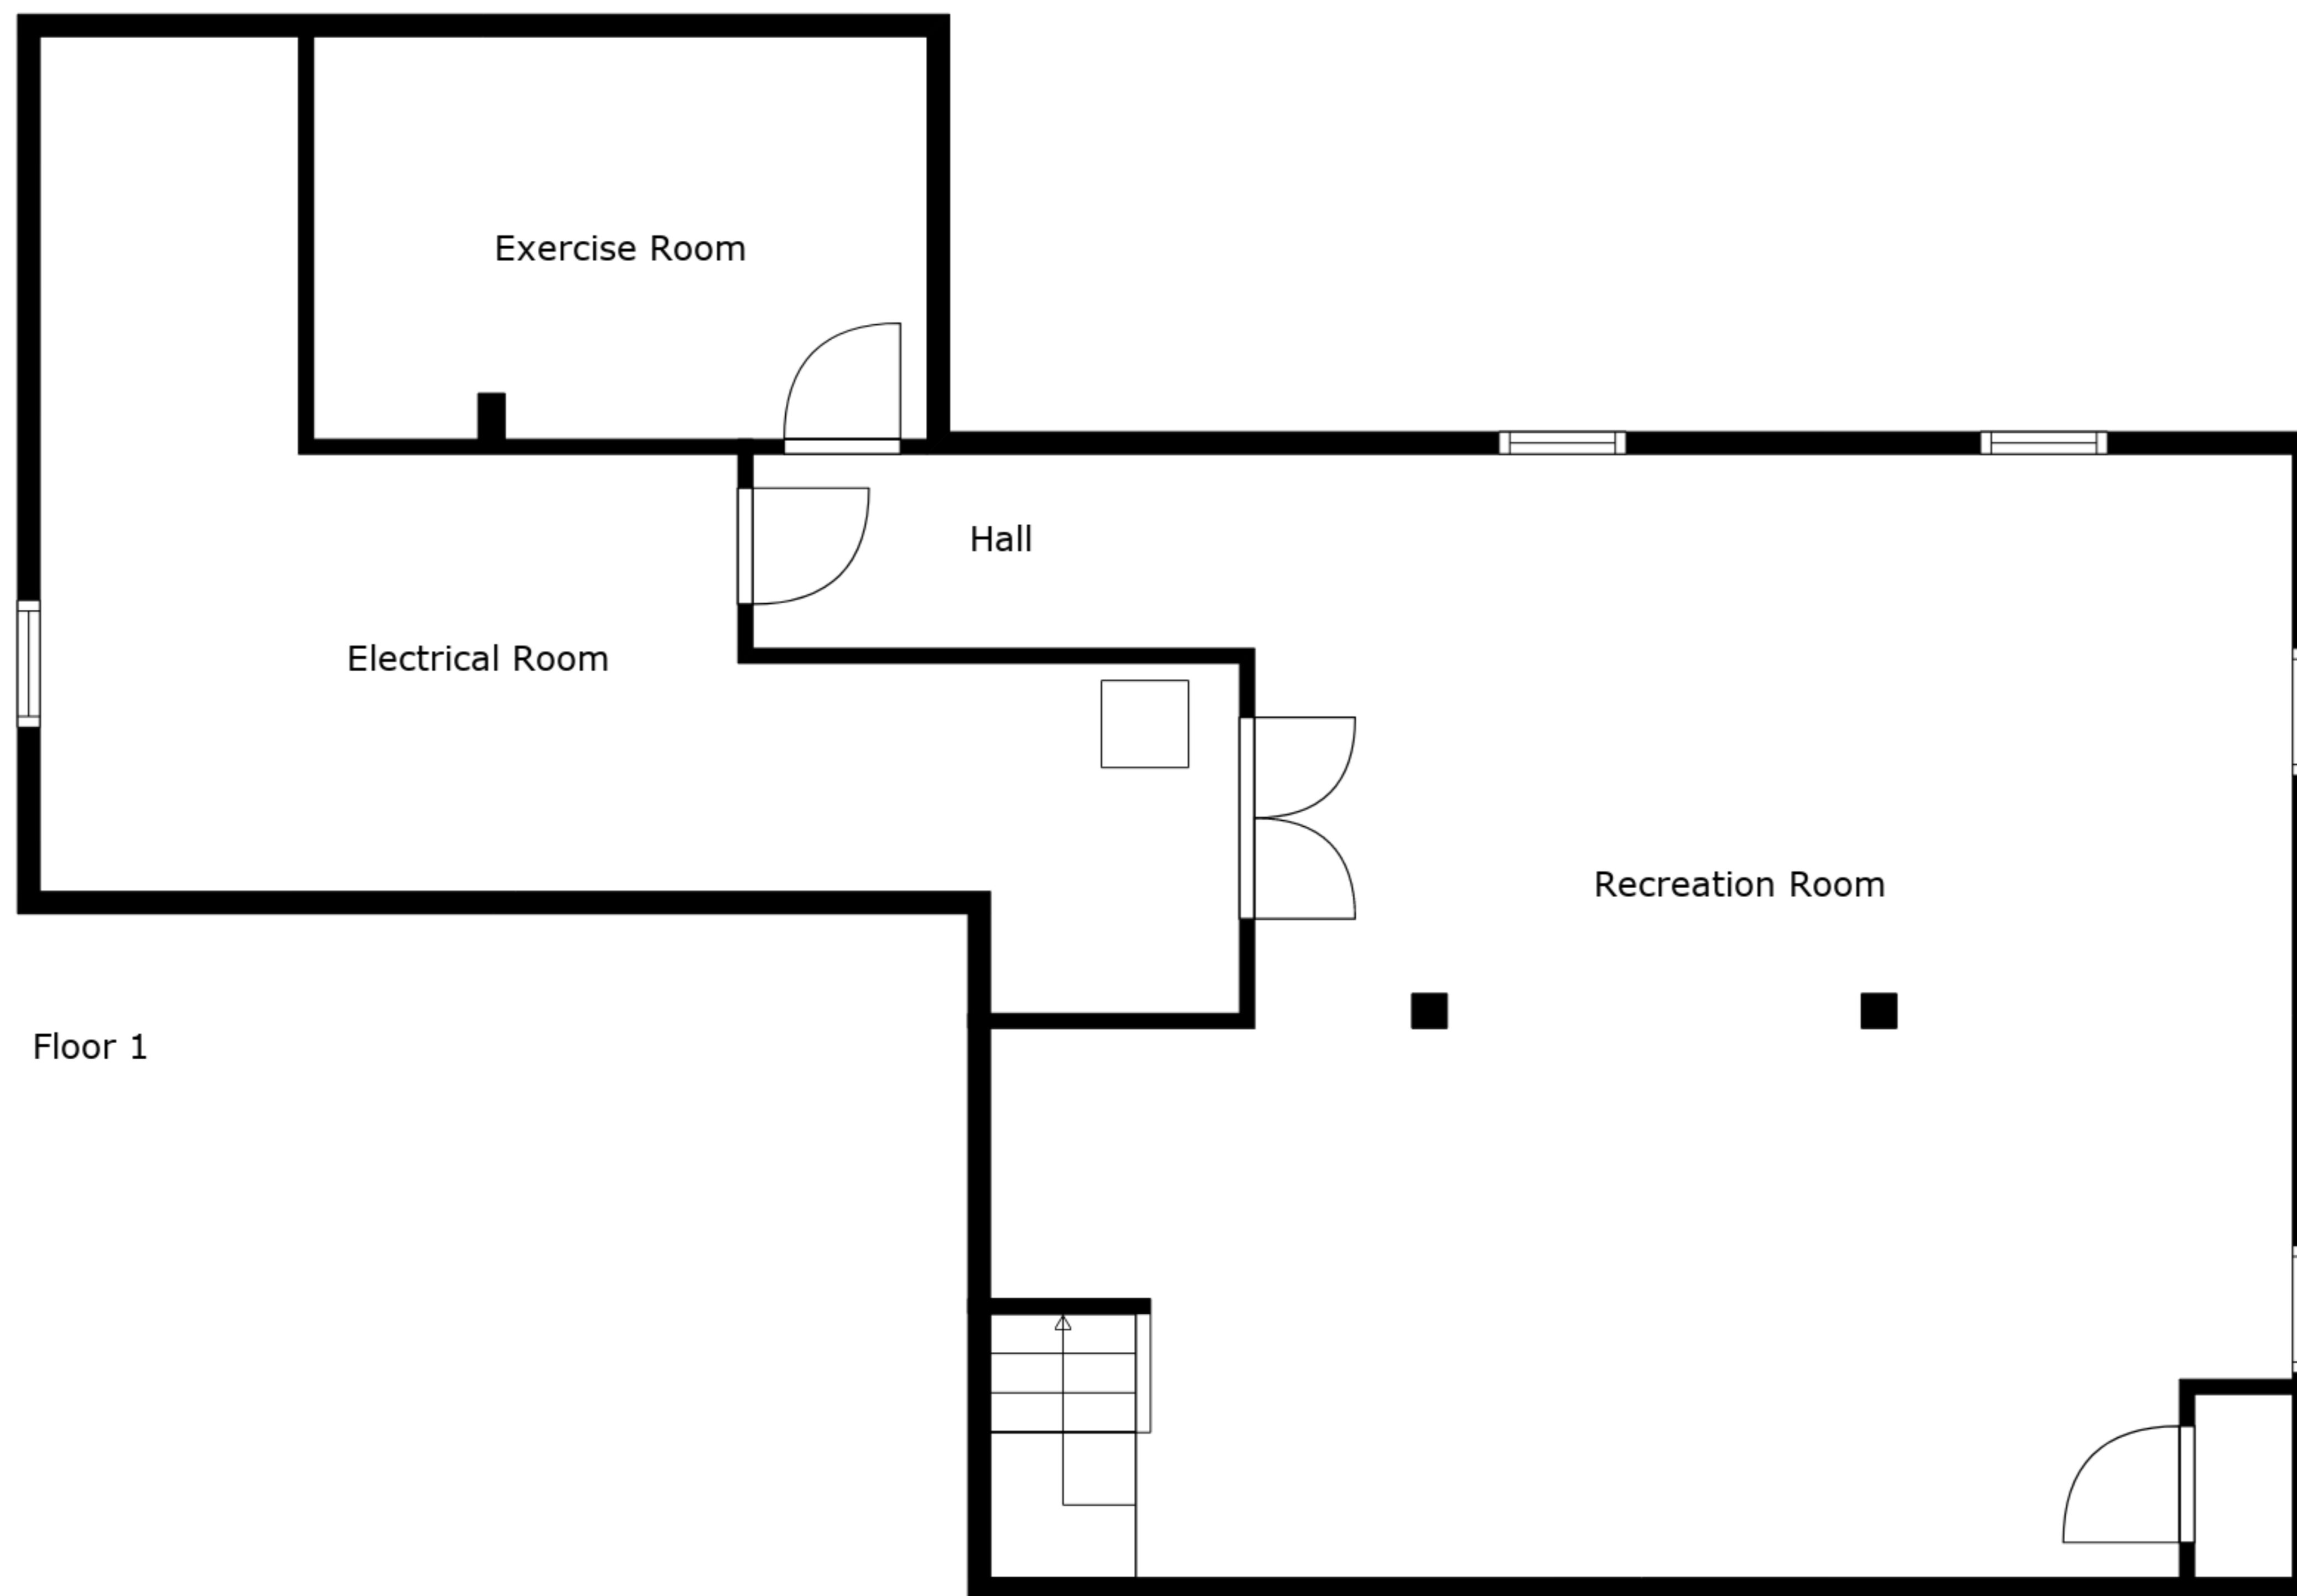 Exercise Room
Hall
Electrical Room
Recreation Room
Floor 1